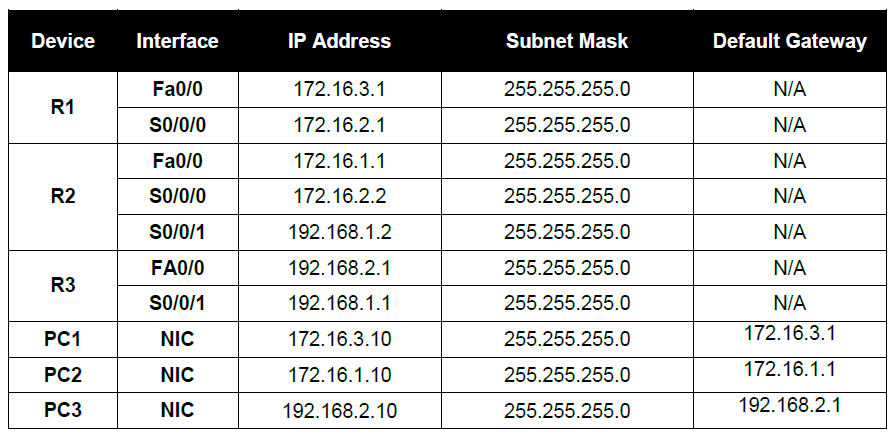 Device Interface IP Address Subnet Mask Default Gateway
R1 Fa0/0 172.16.3.1 255.255.255.0 N/A
S0/0/0 172.16.2.1 255.255.255.0 N/A
R2 Fa0/0 172.16.1.1 255.255.255.0 N/A
S0/0/0 172.16.2.2 255.255.255.0 N/A
S0/0/1 192.168.1.2 255.255.255.0 N/A
R3 FA0/0 192.168.2.1 255.255.255.0 N/A
S0/0/1 192.168.1.1 255.255.255.0 N/A
PC1 NIC 172.16.3.10 255.255.255.0 172.16.3.1
PC2 NIC 172.16.1.10 255.255.255.0 172.16.1.1
PC3 NIC 192.168.2.10 255.255.255.0 192.168.2.1